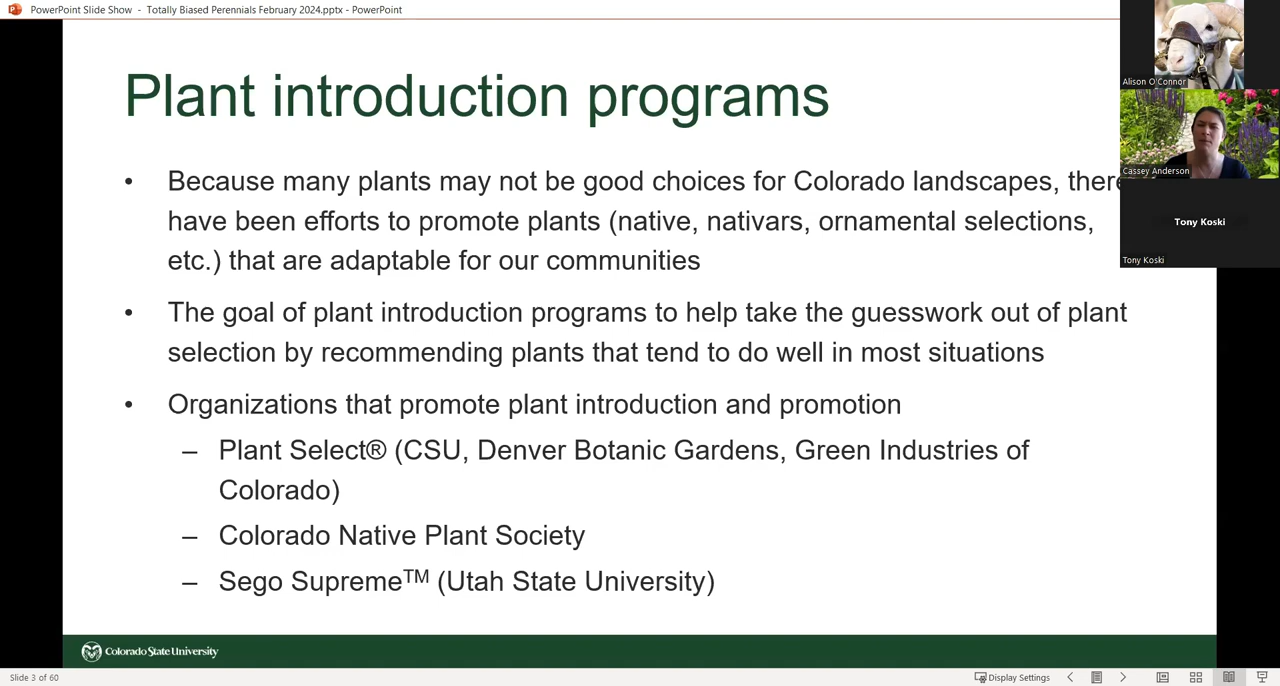 PowerPoint Slide Show - Totally Biased Perennials February 2024.pptx - PowerPoint
Plant introduction programs
• Because many plants may not be good choices for Colorado landscapes, there
have been efforts to promote plants (native, nativars, ornamental selections,
etc.) that are adaptable for our communities
• The goal of plant introduction programs to help take the guesswork out of plant
selection by recommending plants that tend to do well in most situations
• Organizations that promote plant introduction and promotion
– Plant Select® (CSU, Denver Botanic Gardens, Green Industries of
Colorado)
– Colorado Native Plant Society
– Sego Supreme™ (Utah State University)
Colorado State University
Alison O'Connor
Cassey Anderson
Tony Koski
Tony Koski
Slide 3 of 60
Display Settings